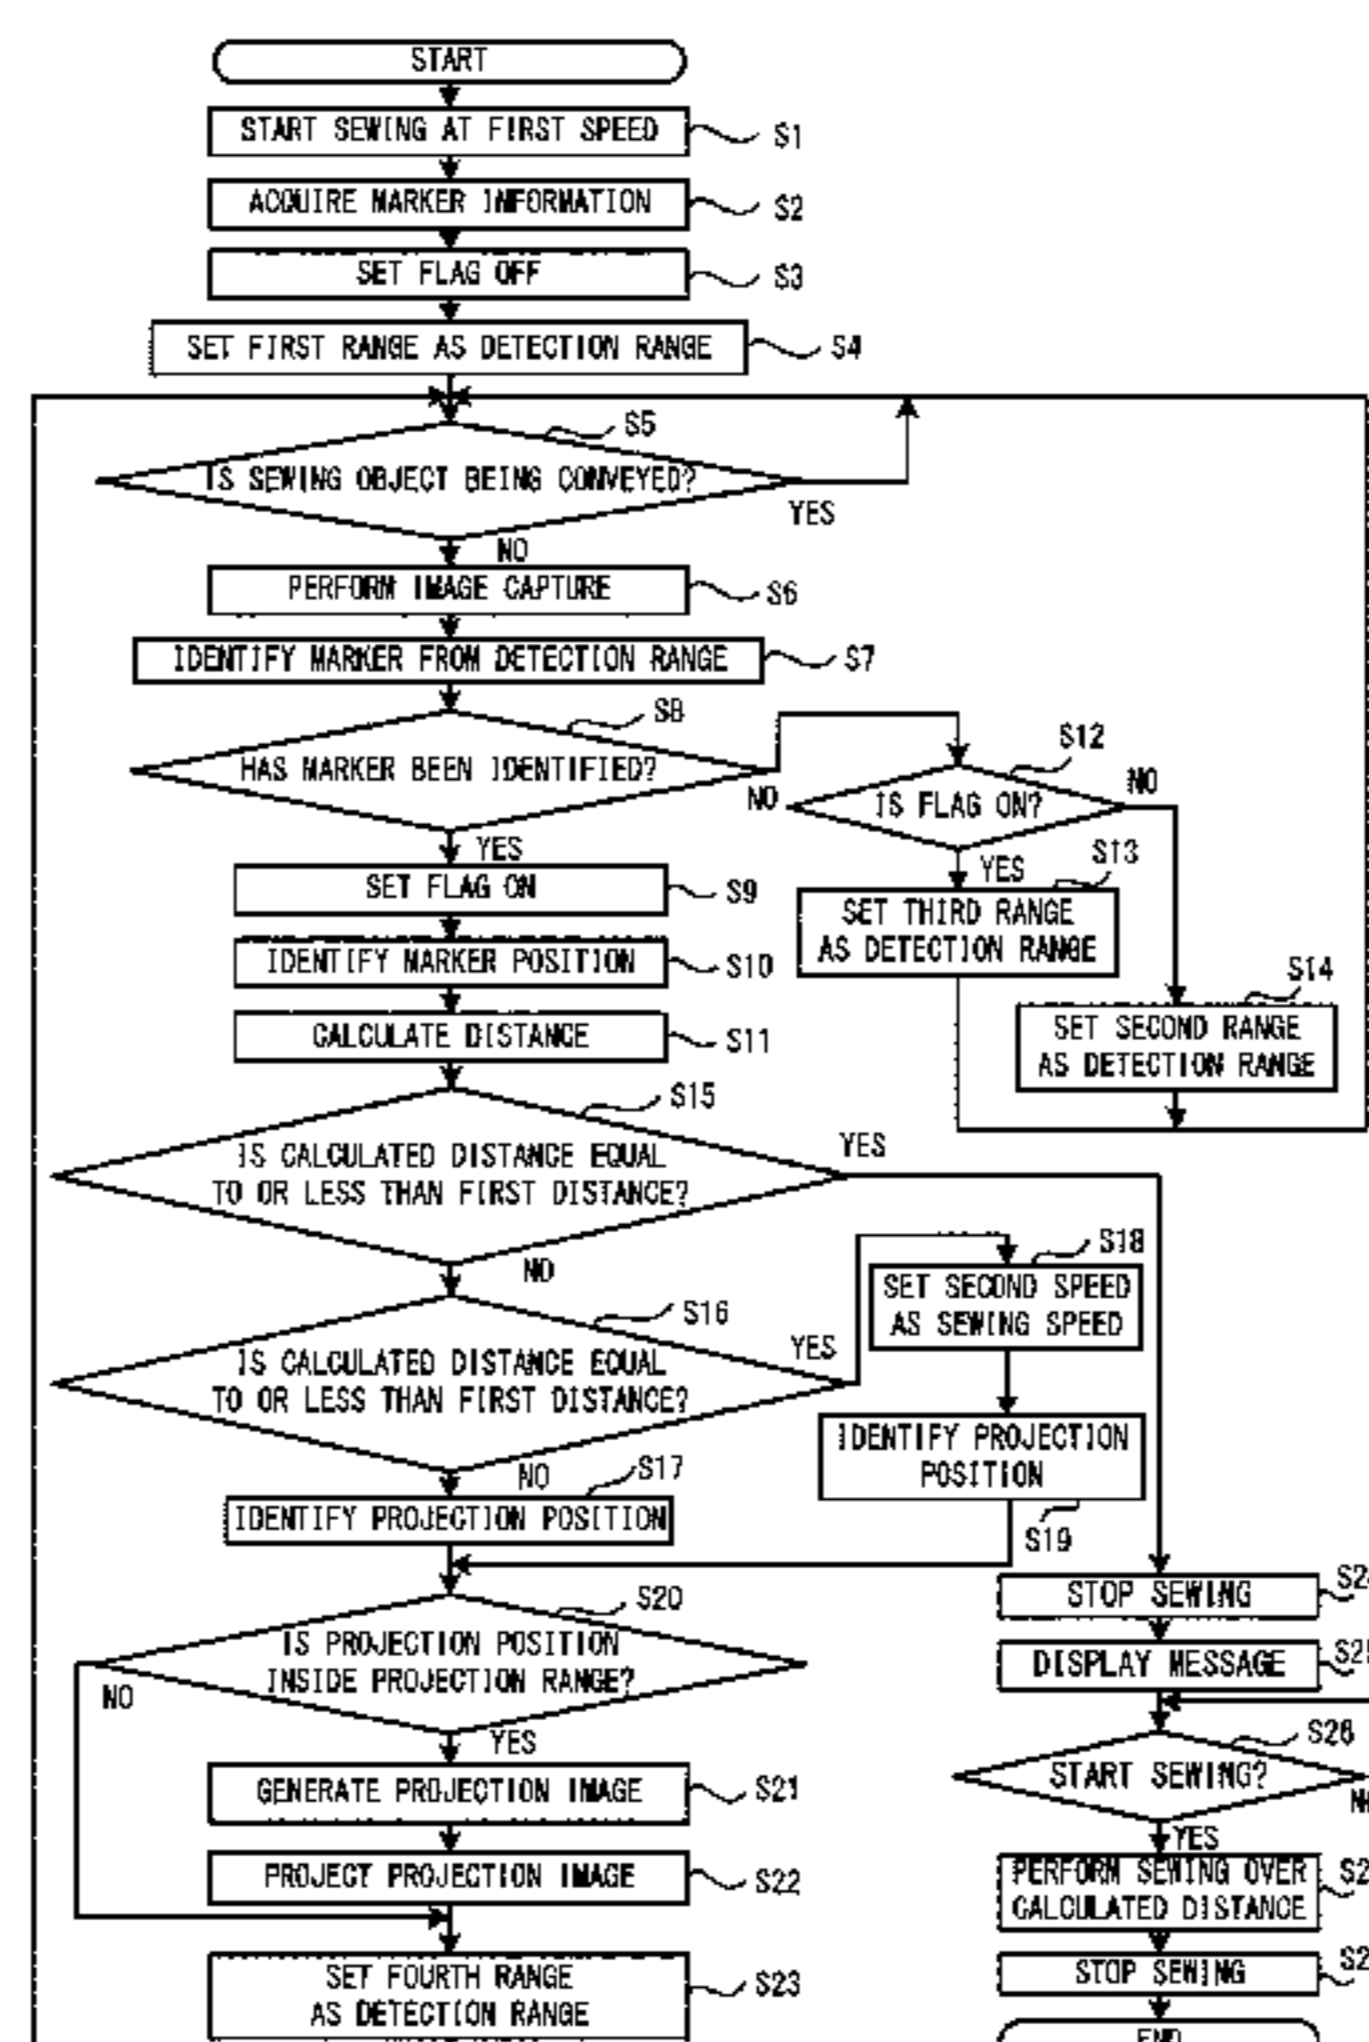 START
START SEWING AT FIRST SPEED
S1
ACQUIRE MARKER INFORMATION
S2
SET FLAG OFF
S3
SET FIRST RANGE AS DETECTION RANGE
S4
S5
IS SEWING OBJECT BEING CONVEYED?
YES
NO
PERFORM IMAGE CAPTURE
S6
IDENTIFY MARKER FROM DETECTION RANGE
S7
S8
HAS MARKER BEEN IDENTIFIED?
NO
YES
S12
IS FLAG ON?
NO
YES
S13
SET THIRD RANGE
AS DETECTION RANGE
S14
SET SECOND RANGE
AS DETECTION RANGE
SET FLAG ON
S9
IDENTIFY MARKER POSITION
S10
CALCULATE DISTANCE
S11
S15
IS CALCULATED DISTANCE EQUAL
TO OR LESS THAN FIRST DISTANCE?
YES
NO
S16
IS CALCULATED DISTANCE EQUAL
TO OR LESS THAN FIRST DISTANCE?
YES
NO
S18
SET SECOND SPEED
AS SEWING SPEED
IDENTIFY PROJECTION
POSITION
S19
S17
IDENTIFY PROJECTION POSITION
S20
IS PROJECTION POSITION
INSIDE PROJECTION RANGE?
NO
YES
GENERATE PROJECTION IMAGE
S21
PROJECT PROJECTION IMAGE
S22
SET FOURTH RANGE
AS DETECTION RANGE
S23
STOP SEWING
DISPLAY MESSAGE
S26
START SEWING?
YES
PERFORM SEWING OVER
CALCULATED DISTANCE
STOP SEWING
END